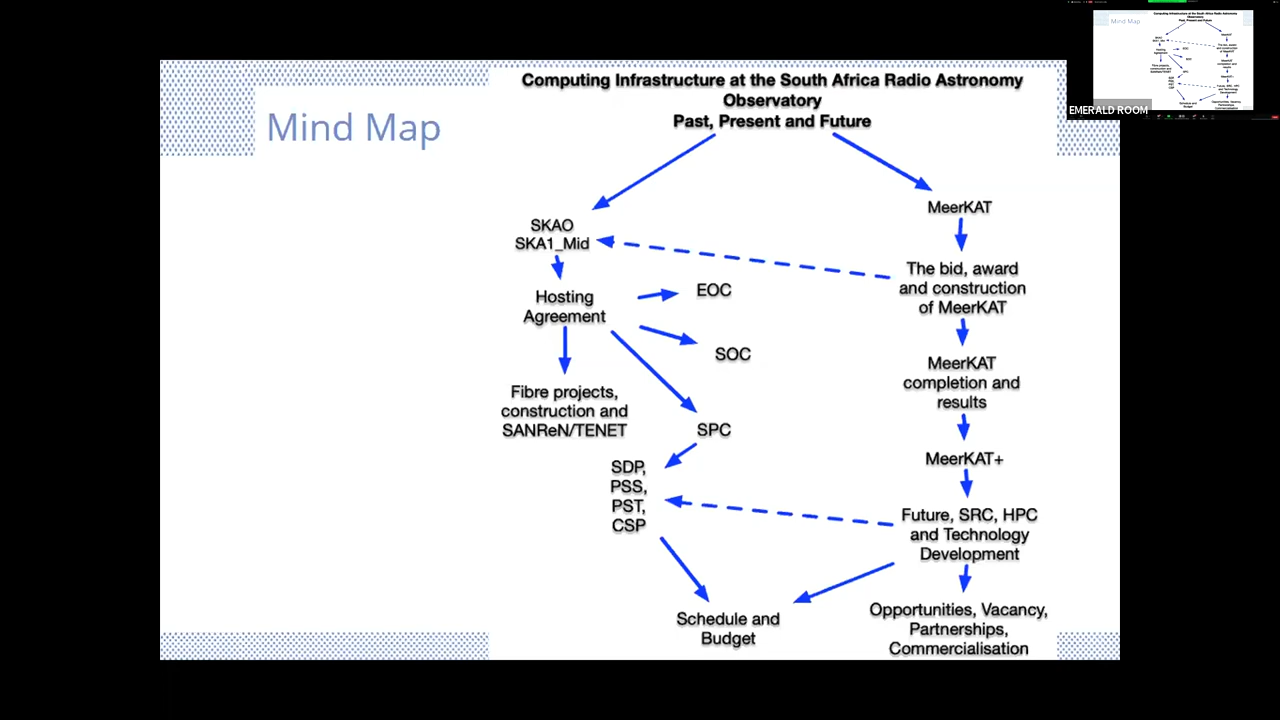 Computing Infrastructure at the South Africa Radio Astronomy
Observatory
Past, Present and Future
Mind Map
EMERALD ROOM
MeerKAT
SKAO
SKA1_Mid
The bid, award
and construction
of MeerKAT
Hosting
Agreement
EOC
SOC
MeerKAT
completion and
results
Fibre projects,
construction and
SANReN/TENET
SPC
MeerKAT+
SDP,
PSS,
PST,
CSP
Future, SRC, HPC
and Technology
Development
Schedule and
Budget
Opportunities, Vacancy,
Partnerships,
Commercialisation